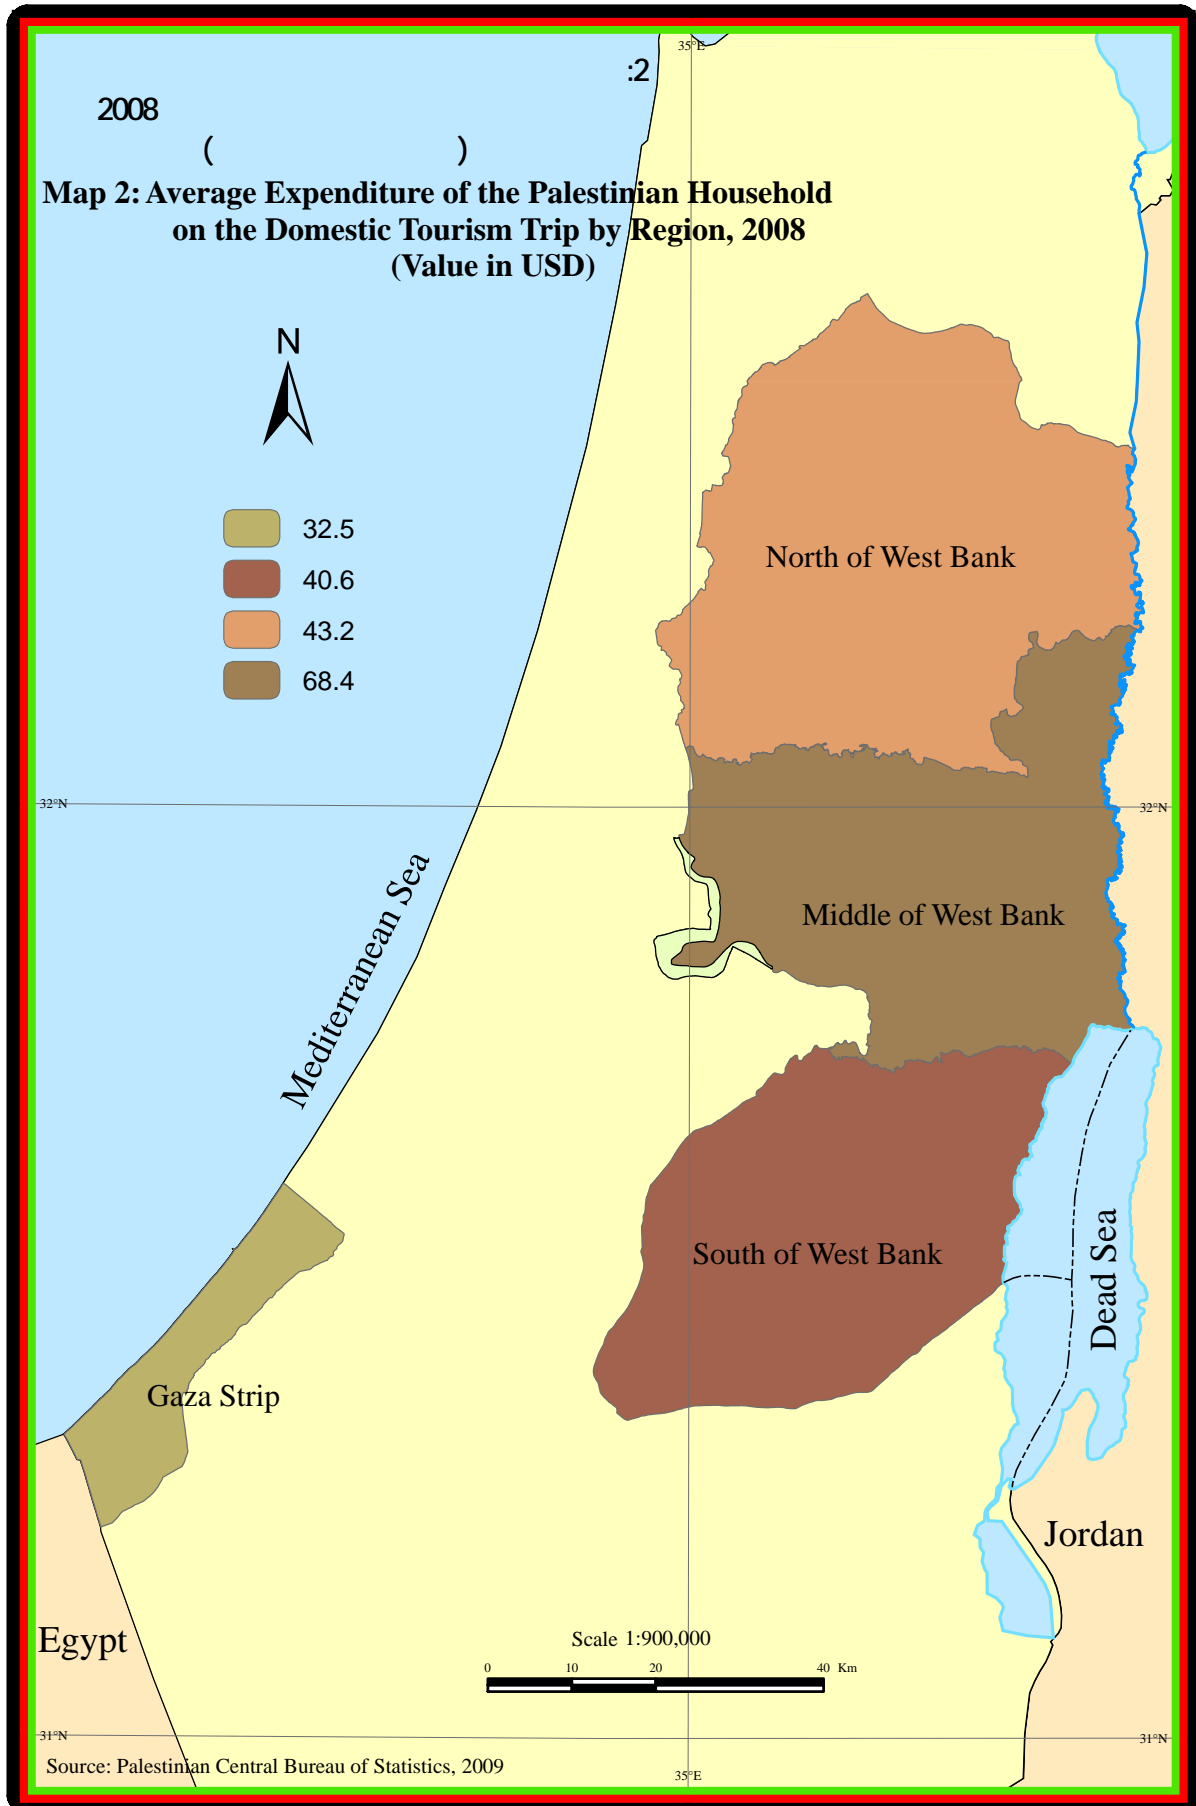 35°E
:2
2008
( )
Map 2: Average Expenditure of the Palestinian Household
on the Domestic Tourism Trip by Region, 2008
(Value in USD)
N
32.5
40.6
43.2
68.4
North of West Bank
32°N
32°N
Middle of West Bank
Mediterranean Sea
South of West Bank
Dead Sea
Gaza Strip
Jordan
Egypt
Scale 1:900,000
0 10 20 40 Km
31°N
31°N
Source: Palestinian Central Bureau of Statistics, 2009
35°E